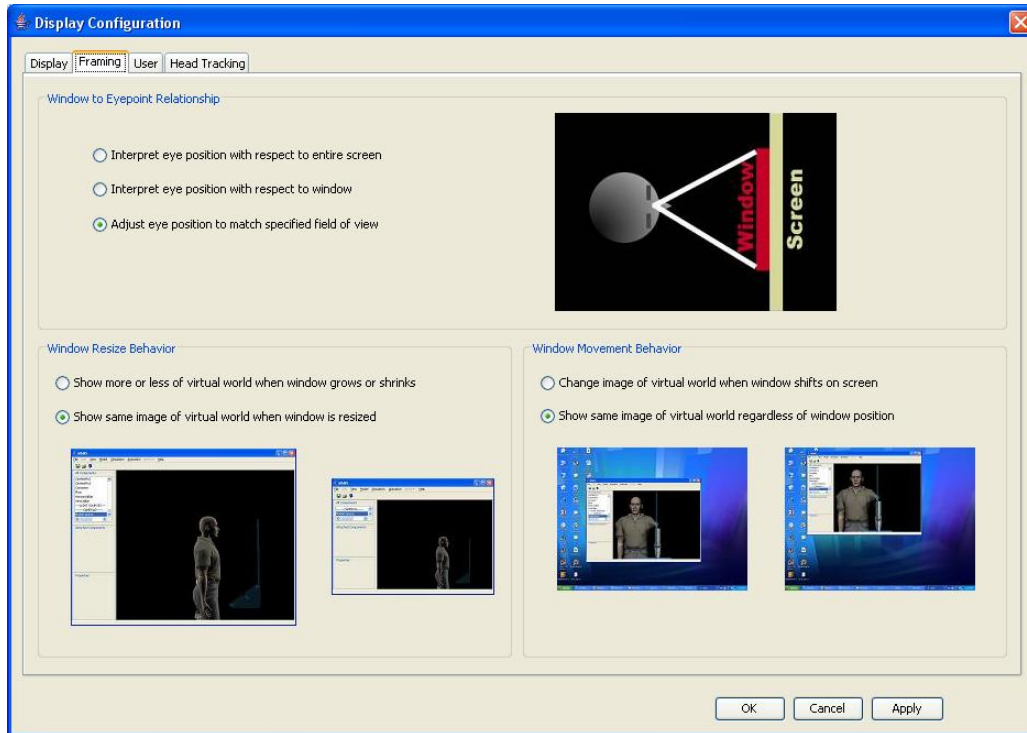 Display Configuration
Display Framing User Head Tracking
Window to Eyepoint Relationship
Interpret eye position with respect to entire screen
Interpret eye position with respect to window
Adjust eye position to match specified field of view
Window
Screen
Window Resize Behavior
Show more or less of virtual world when window grows or shrinks
Show same image of virtual world when window is resized
Window Movement Behavior
Change image of virtual world when window shifts on screen
Show same image of virtual world regardless of window position
OK Cancel Apply